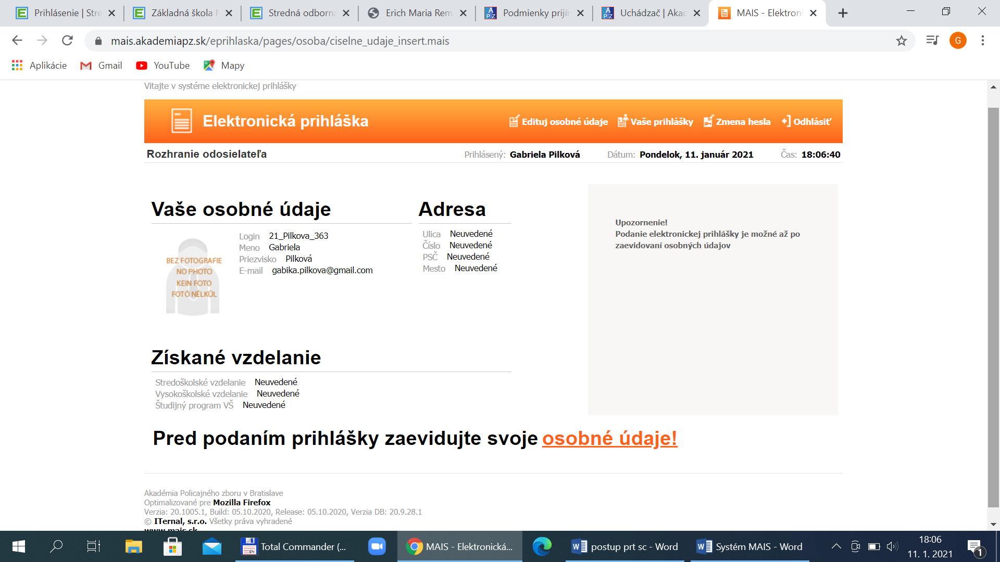 Prihlásenie | Stre
Základná škola M
Stredná odborná
Erich Maria Rem
Podmienky prijín
Uchádzač | Akad
MAIS - Elektroni
mais.akademiapz.sk/eprihlaska/pages/osoba/ciselne_udaje_insert.mais
G
Aplikácie
Gmail
YouTube
Mapy
Vitajte v systéme elektronickej prihlášky
Elektronická prihláška
Edituj osobné údaje
Vaše prihlášky
Zmena hesla
Odhlásiť
Rozhranie odosielateľa
Prihlásený: Gabriela Pilková
Dátum: Pondelok, 11. január 2021
Čas: 18:06:40
Vaše osobné údaje
BEZ FOTOGRAFIE
NO PHOTO
KEIN FOTO
FOTÓ NÉLKÜL
Login 21_Pilkova_363
Meno Gabriela
Priezvisko Pilková
E-mail gabika.pilkova@gmail.com
Adresa
Ulica Neuvedené
Číslo Neuvedené
PSČ Neuvedené
Mesto Neuvedené
Upozornenie!
Podanie elektronickej prihlášky je možné až po
zaevidovaní osobných údajov
Získané vzdelanie
Stredoškolské vzdelanie Neuvedené
Vysokoškolské vzdelanie Neuvedené
Študijný program VŠ Neuvedené
Pred podaním prihlášky zaevidujte svoje osobné údaje!
Akadémia Policajného zboru v Bratislave
Optimalizované pre Mozilla Firefox
Verzia: 20.1005.1, Build: 05.10.2020, Release: 05.10.2020, Verzia DB: 20.9.28.1
© ITernal, s.r.o. Všetky práva vyhradené
www.mais.sk
Total Commander (...
MAIS - Elektronická...
postup prt sc - Word
Systém MAIS - Word
18:06
11. 1. 2021
1